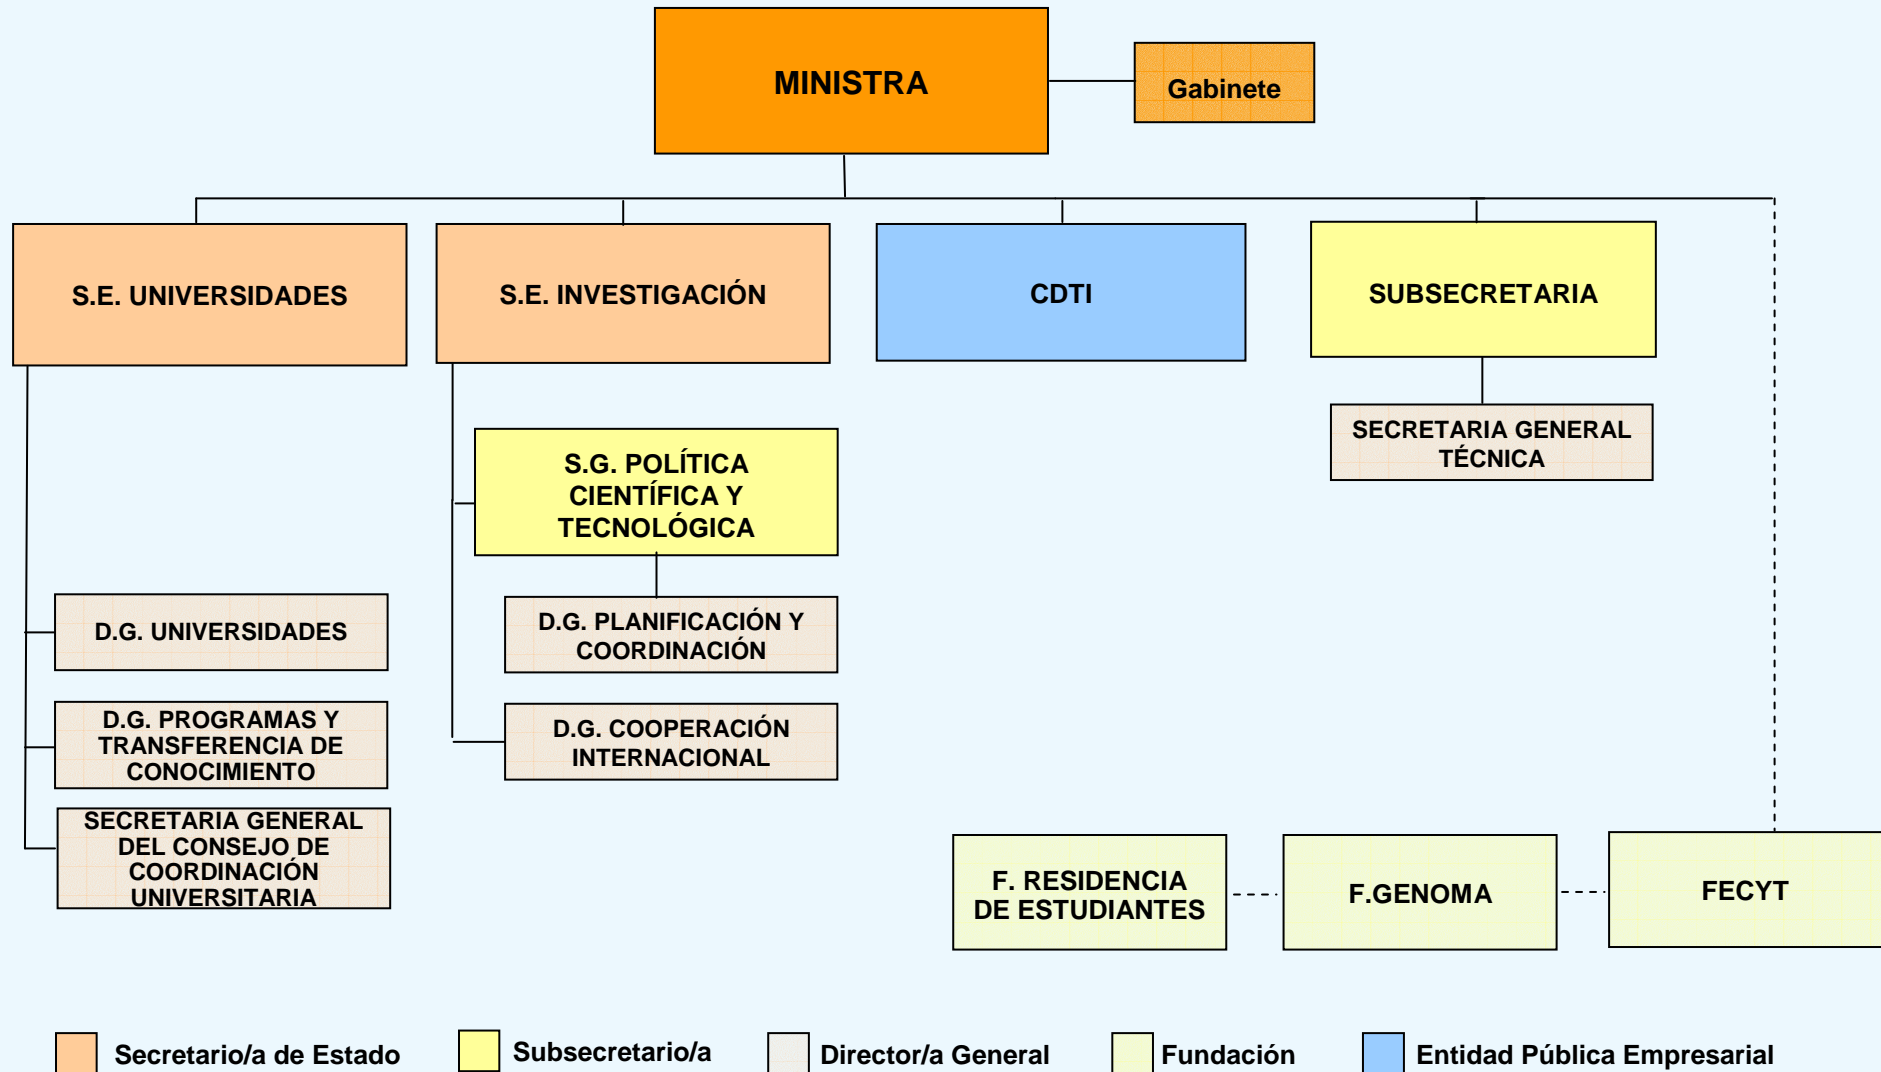 MINISTRA
Gabinete
S.E. UNIVERSIDADES
S.E. INVESTIGACIÓN
CDTI
SUBSECRETARIA
SECRETARIA GENERAL
TÉCNICA
S.G. POLÍTICA
CIENTÍFICA Y
TECNOLÓGICA
D.G. UNIVERSIDADES
D.G. PLANIFICACIÓN Y
COORDINACIÓN
D.G. PROGRAMAS Y
TRANSFERENCIA DE
CONOCIMIENTO
D.G. COOPERACIÓN
INTERNACIONAL
SECRETARIA GENERAL
DEL CONSEJO DE
COORDINACIÓN
UNIVERSITARIA
F. RESIDENCIA
DE ESTUDIANTES
F.GENOMA
FECYT
Secretario/a de Estado
Subsecretario/a
Director/a General
Fundación
Entidad Pública Empresarial